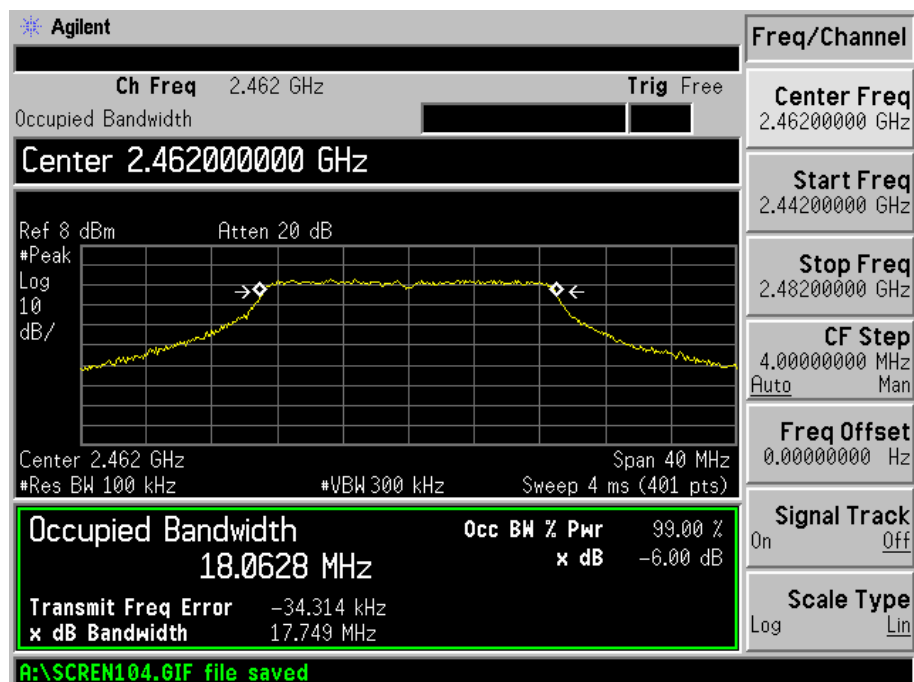 Agilent
Freq/Channel
Ch Freq 2.462 GHz Trig Free
Occupied Bandwidth
Center 2.462000000 GHz
Ref 8 dBm Atten 20 dB
#Peak
Log
10
dB/
Center 2.462 GHz Span 40 MHz
#Res BW 100 kHz #VBW 300 kHz Sweep 4 ms (401 pts)
Occupied Bandwidth Occ BW % Pwr 99.00 %
18.0628 MHz x dB -6.00 dB
Transmit Freq Error -34.314 kHz
x dB Bandwidth 17.749 MHz
A:\SCREN104.GIF file saved
Center Freq
2.46200000 GHz
Start Freq
2.44200000 GHz
Stop Freq
2.48200000 GHz
CF Step
4.00000000 MHz
Auto Man
Freq Offset
0.00000000 Hz
Signal Track
On Off
Scale Type
Log Lin